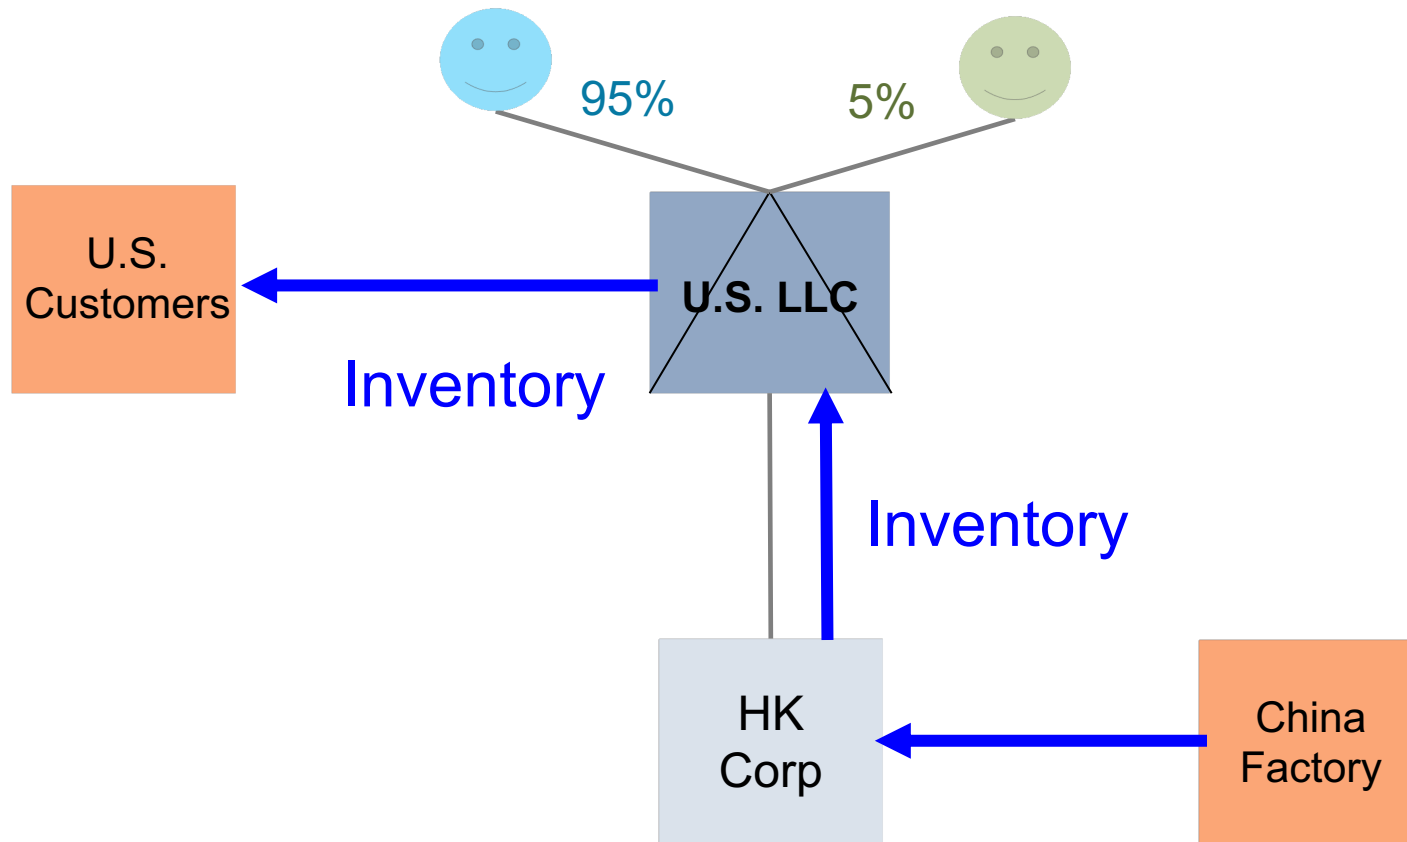 95%
5%
U.S.
Customers
U.S. LLC
Inventory
Inventory
HK
Corp
China
Factory